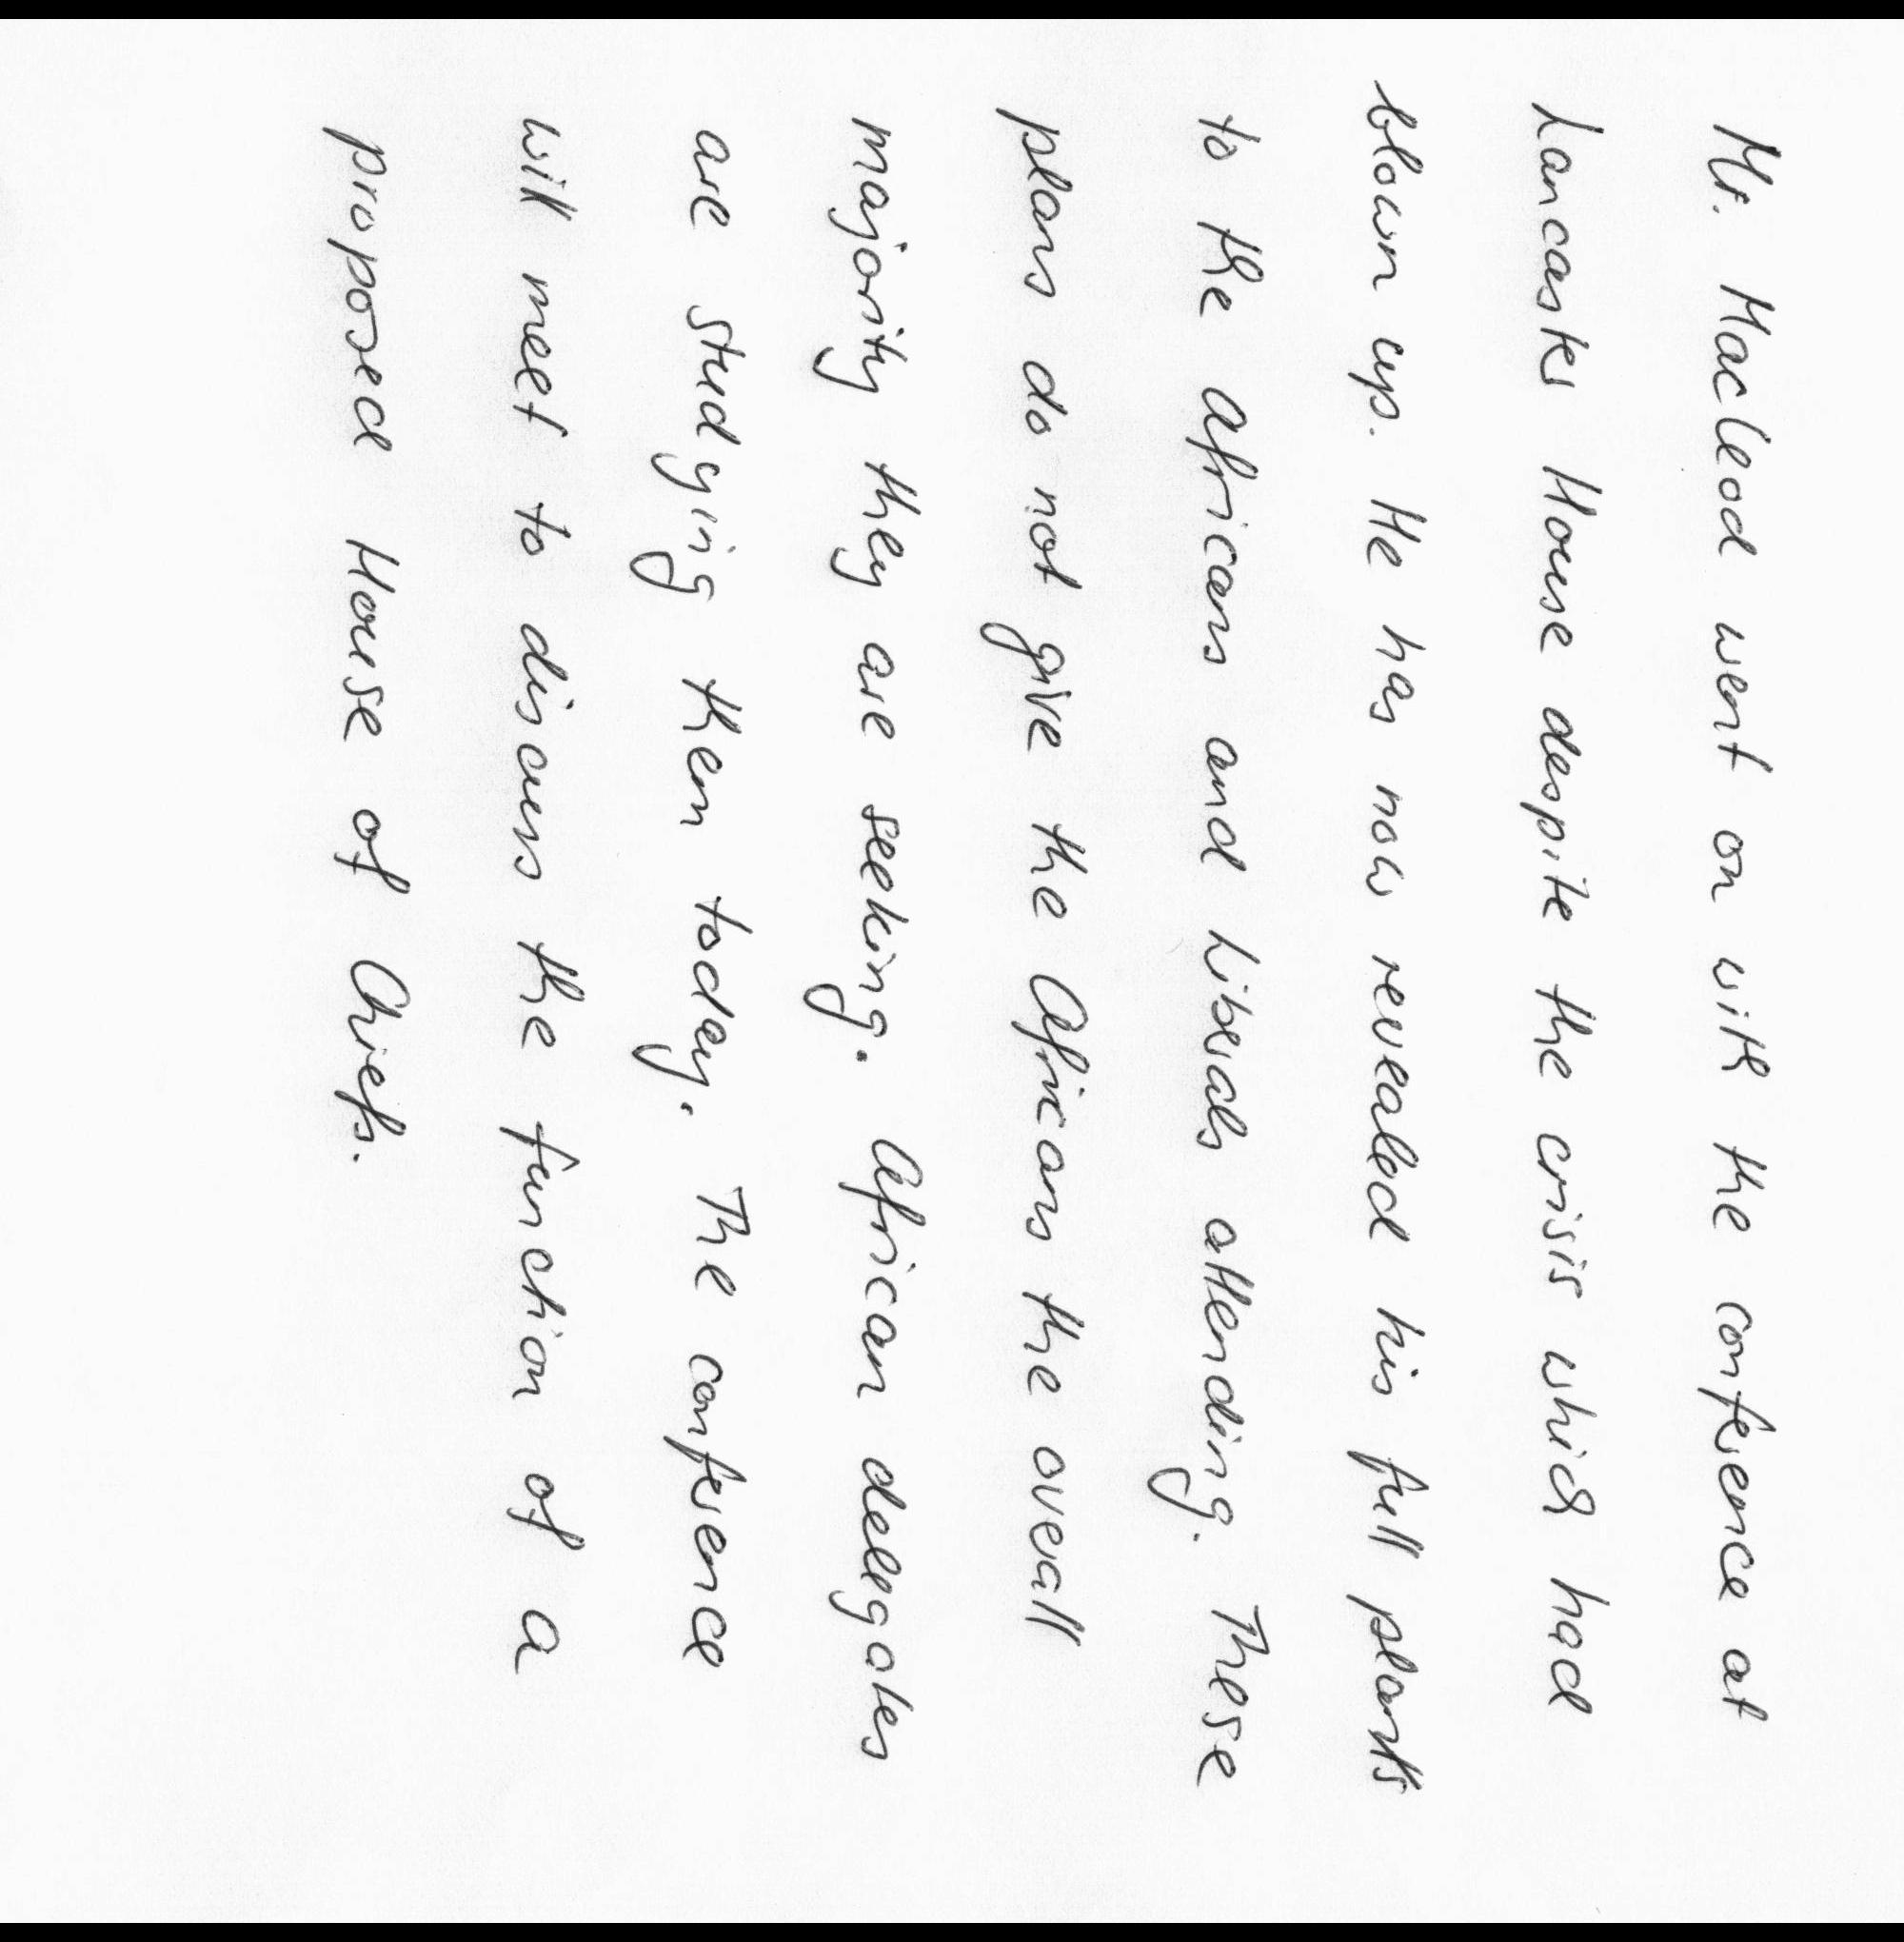 Mr. Macleod went on with the conference at
Lancaster House despite the crisis which had
blown up. He has now revealed his full plants
to the Africans and Liberals attending. These
plans do not give the Africans the overall
majority they are seeking. African delegates
are studying them today. The conference
will meet to discuss the function of a
proposed House of Chiefs.